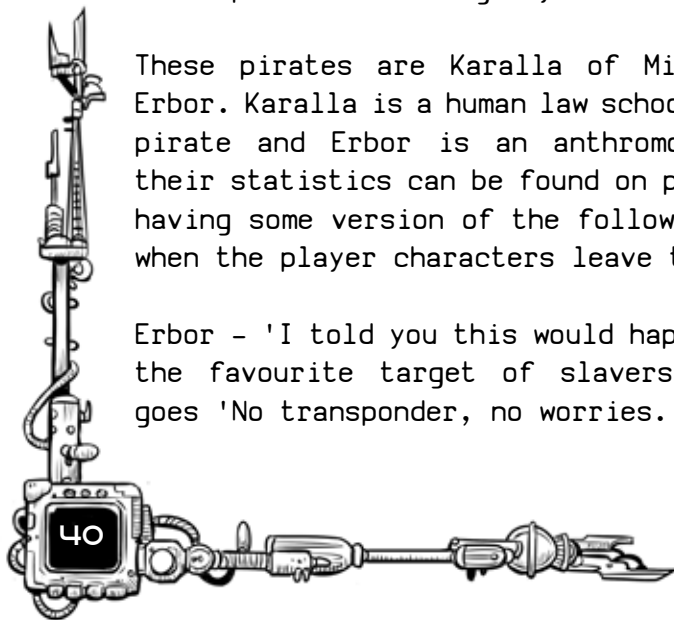 These pirates are Karalla of Mi
Erbor. Karalla is a human law schoo
pirate and Erbor is an anthromo
their statistics can be found on p
having some version of the follow
when the player characters leave t
Erbor – 'I told you this would hap
the favourite target of slavers
goes 'No transponder, no worries.
40